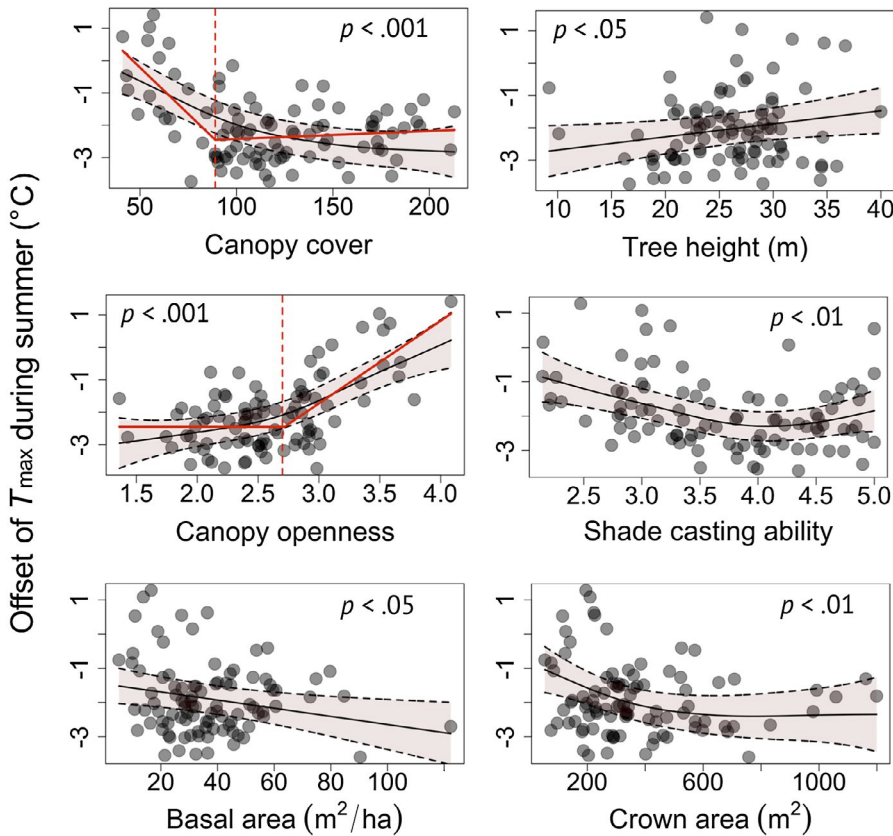 Offset of Tmax during summer (°C)
p < .001
1
-1
-3
50 100 150 200
Canopy cover
p < .05
1
-1
-3
10 15 20 25 30 35 40
Tree height (m)
p < .001
1
-1
-3
1.5 2.0 2.5 3.0 3.5 4.0
Canopy openness
p < .01
1
-1
-3
2.5 3.0 3.5 4.0 4.5 5.0
Shade casting ability
p < .05
1
-1
-3
20 40 60 80 100
Basal area (m²/ha)
p < .01
1
-1
-3
200 600 1000
Crown area (m²)